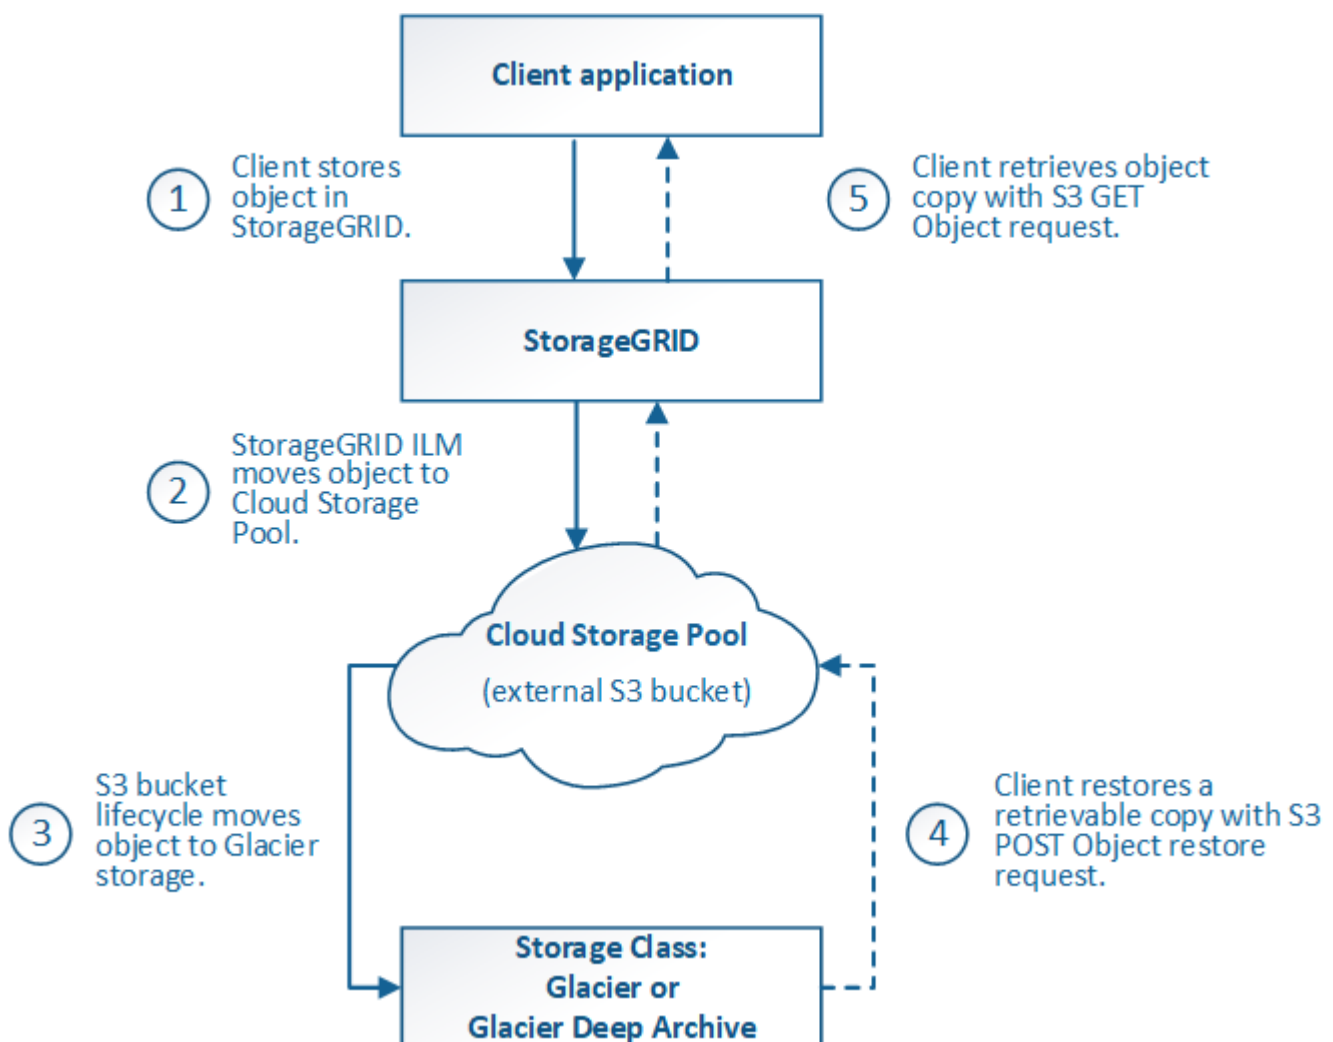 Client application
1
Client stores
object in
StorageGRID.
5
Client retrieves object
copy with S3 GET
Object request.
StorageGRID
2
StorageGRID ILM
moves object to
Cloud Storage
Pool.
Cloud Storage Pool
(external S3 bucket)
3
S3 bucket
lifecycle moves
object to Glacier
storage.
4
Client restores a
retrievable copy with S3
POST Object restore
request.
Storage Class:
Glacier or
Glacier Deep Archive